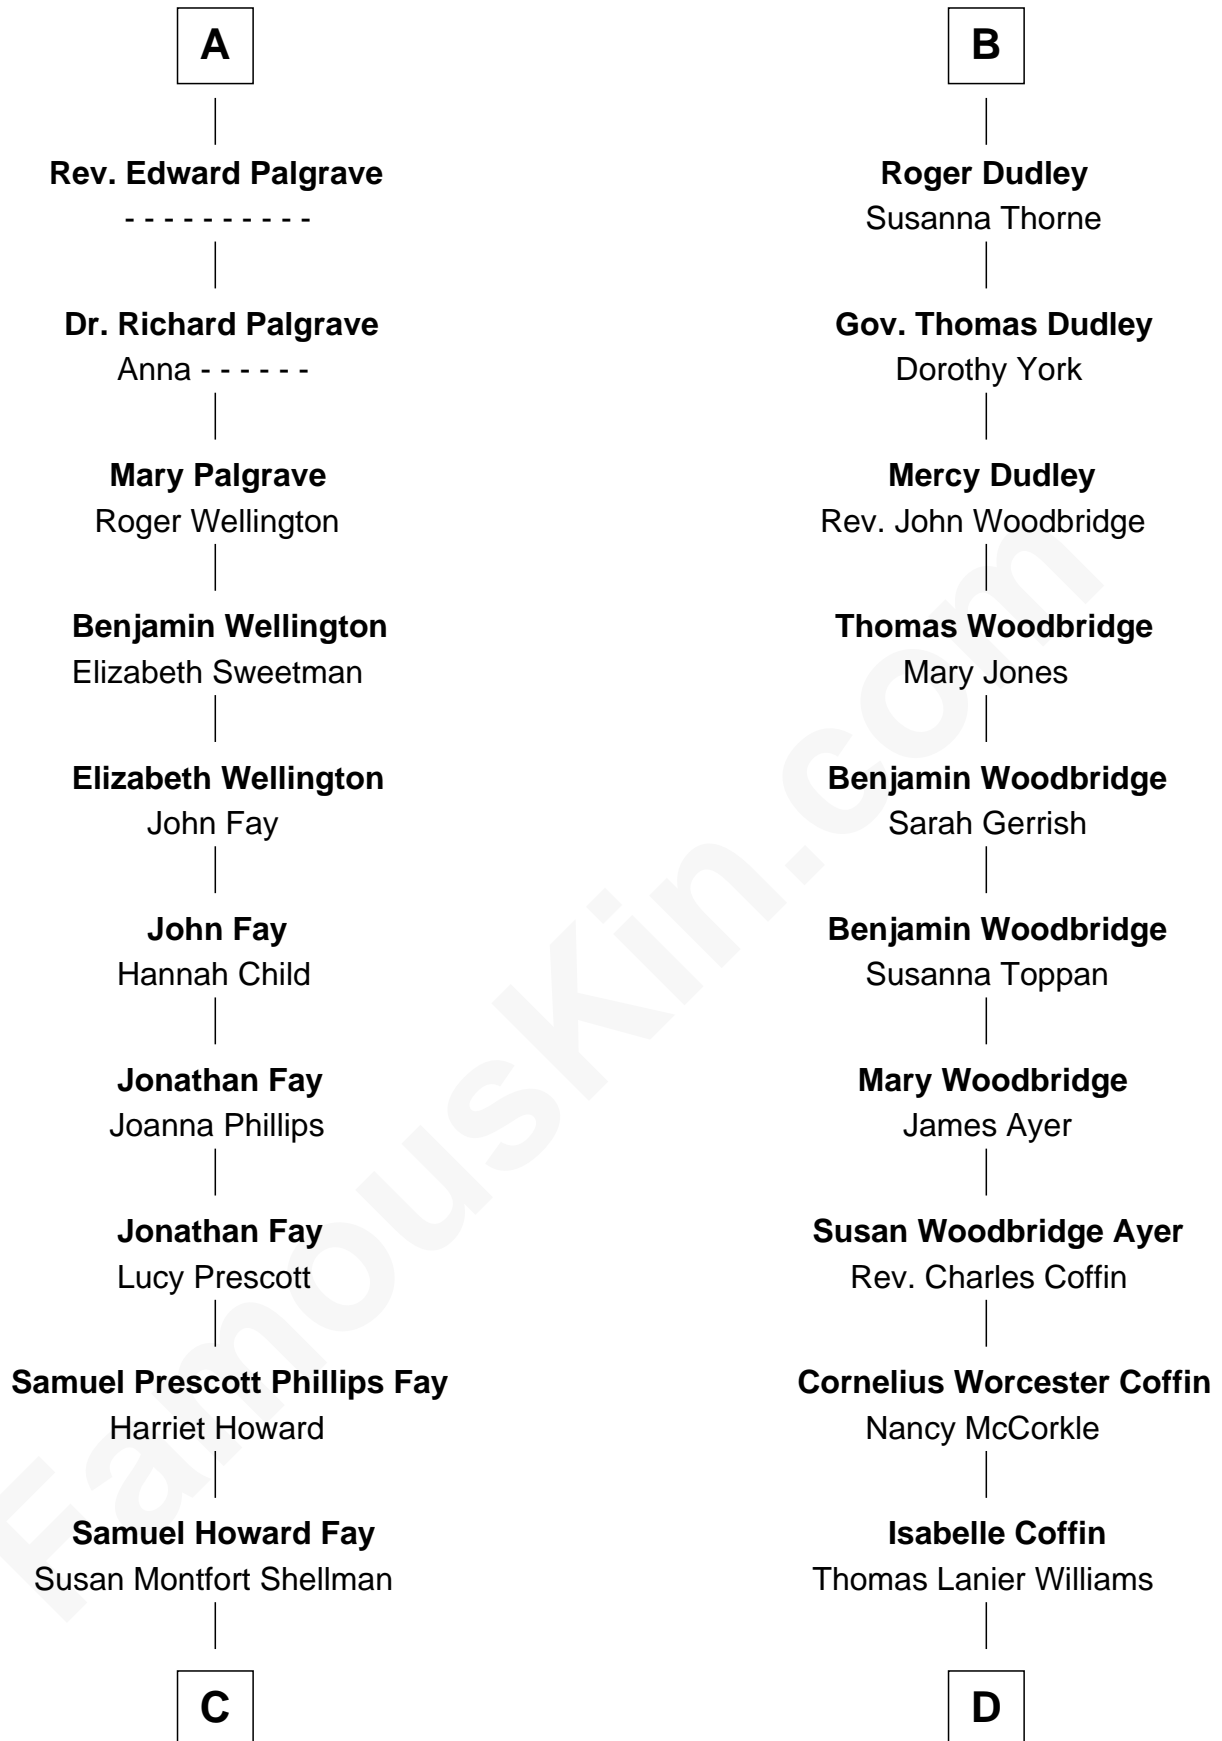 A
Rev. Edward Palgrave
- - - - - - - - - -
Dr. Richard Palgrave
Anna - - - - - -
Mary Palgrave
Roger Wellington
Benjamin Wellington
Elizabeth Sweetman
Elizabeth Wellington
John Fay
John Fay
Hannah Child
Jonathan Fay
Joanna Phillips
Jonathan Fay
Lucy Prescott
Samuel Prescott Phillips Fay
Harriet Howard
Samuel Howard Fay
Susan Montfort Shellman
C
B
Roger Dudley
Susanna Thorne
Gov. Thomas Dudley
Dorothy York
Mercy Dudley
Rev. John Woodbridge
Thomas Woodbridge
Mary Jones
Benjamin Woodbridge
Sarah Gerrish
Benjamin Woodbridge
Susanna Toppan
Mary Woodbridge
James Ayer
Susan Woodbridge Ayer
Rev. Charles Coffin
Cornelius Worcester Coffin
Nancy McCorkle
Isabelle Coffin
Thomas Lanier Williams
D
FamousKin.com